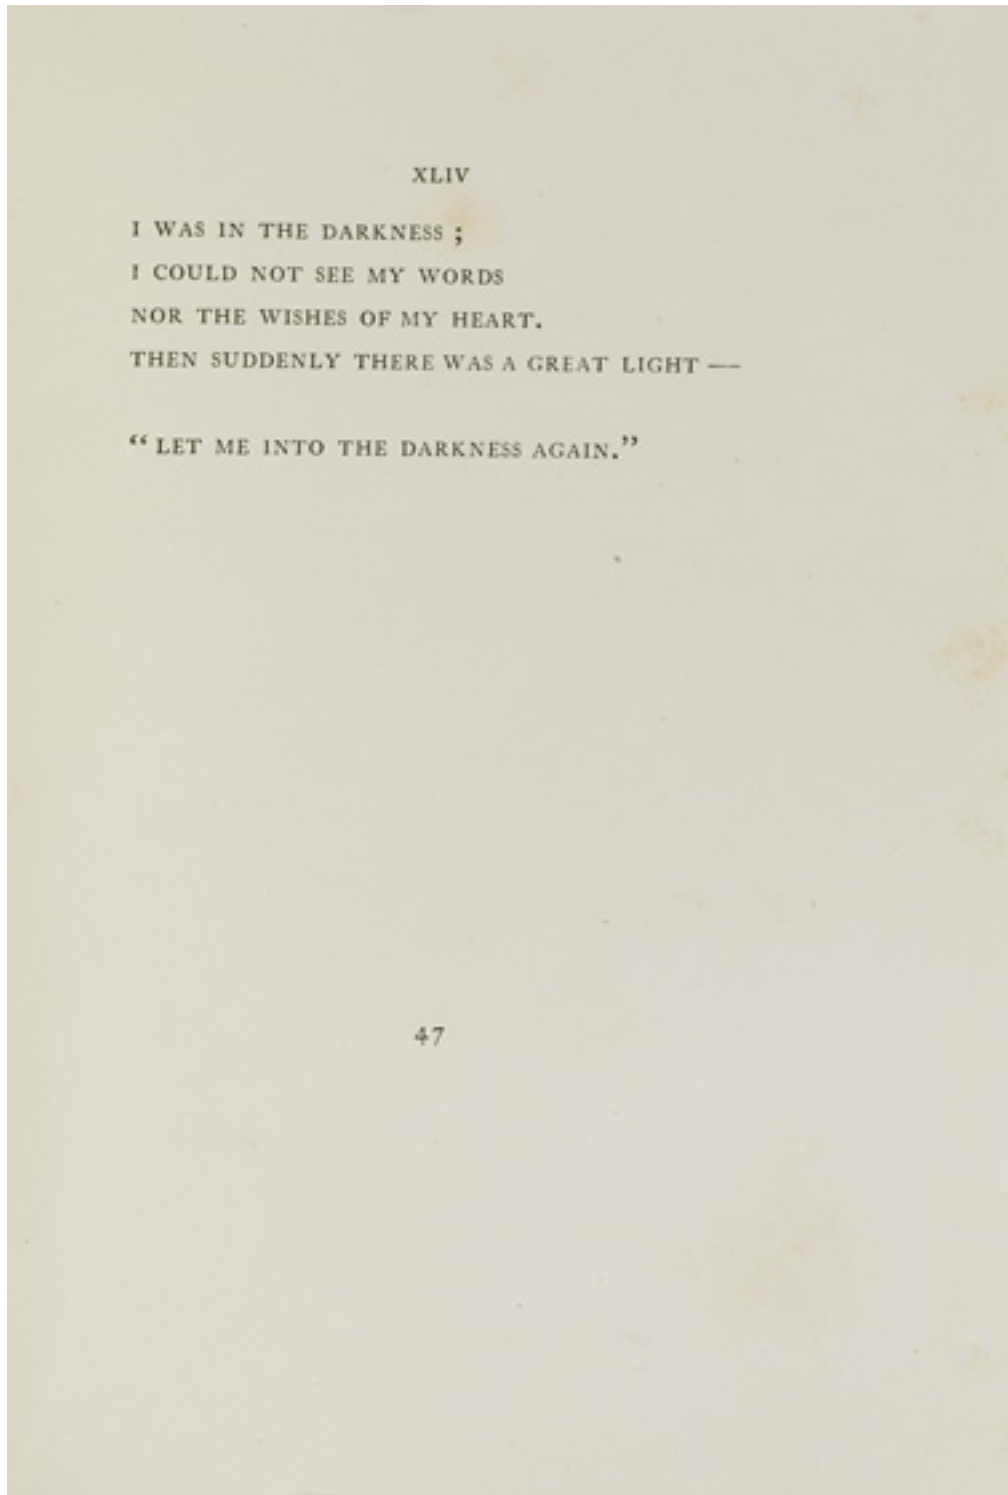 XLIV
I WAS IN THE DARKNESS ;
I COULD NOT SEE MY WORDS
NOR THE WISHES OF MY HEART.
THEN SUDDENLY THERE WAS A GREAT LIGHT —
“ LET ME INTO THE DARKNESS AGAIN.”
47